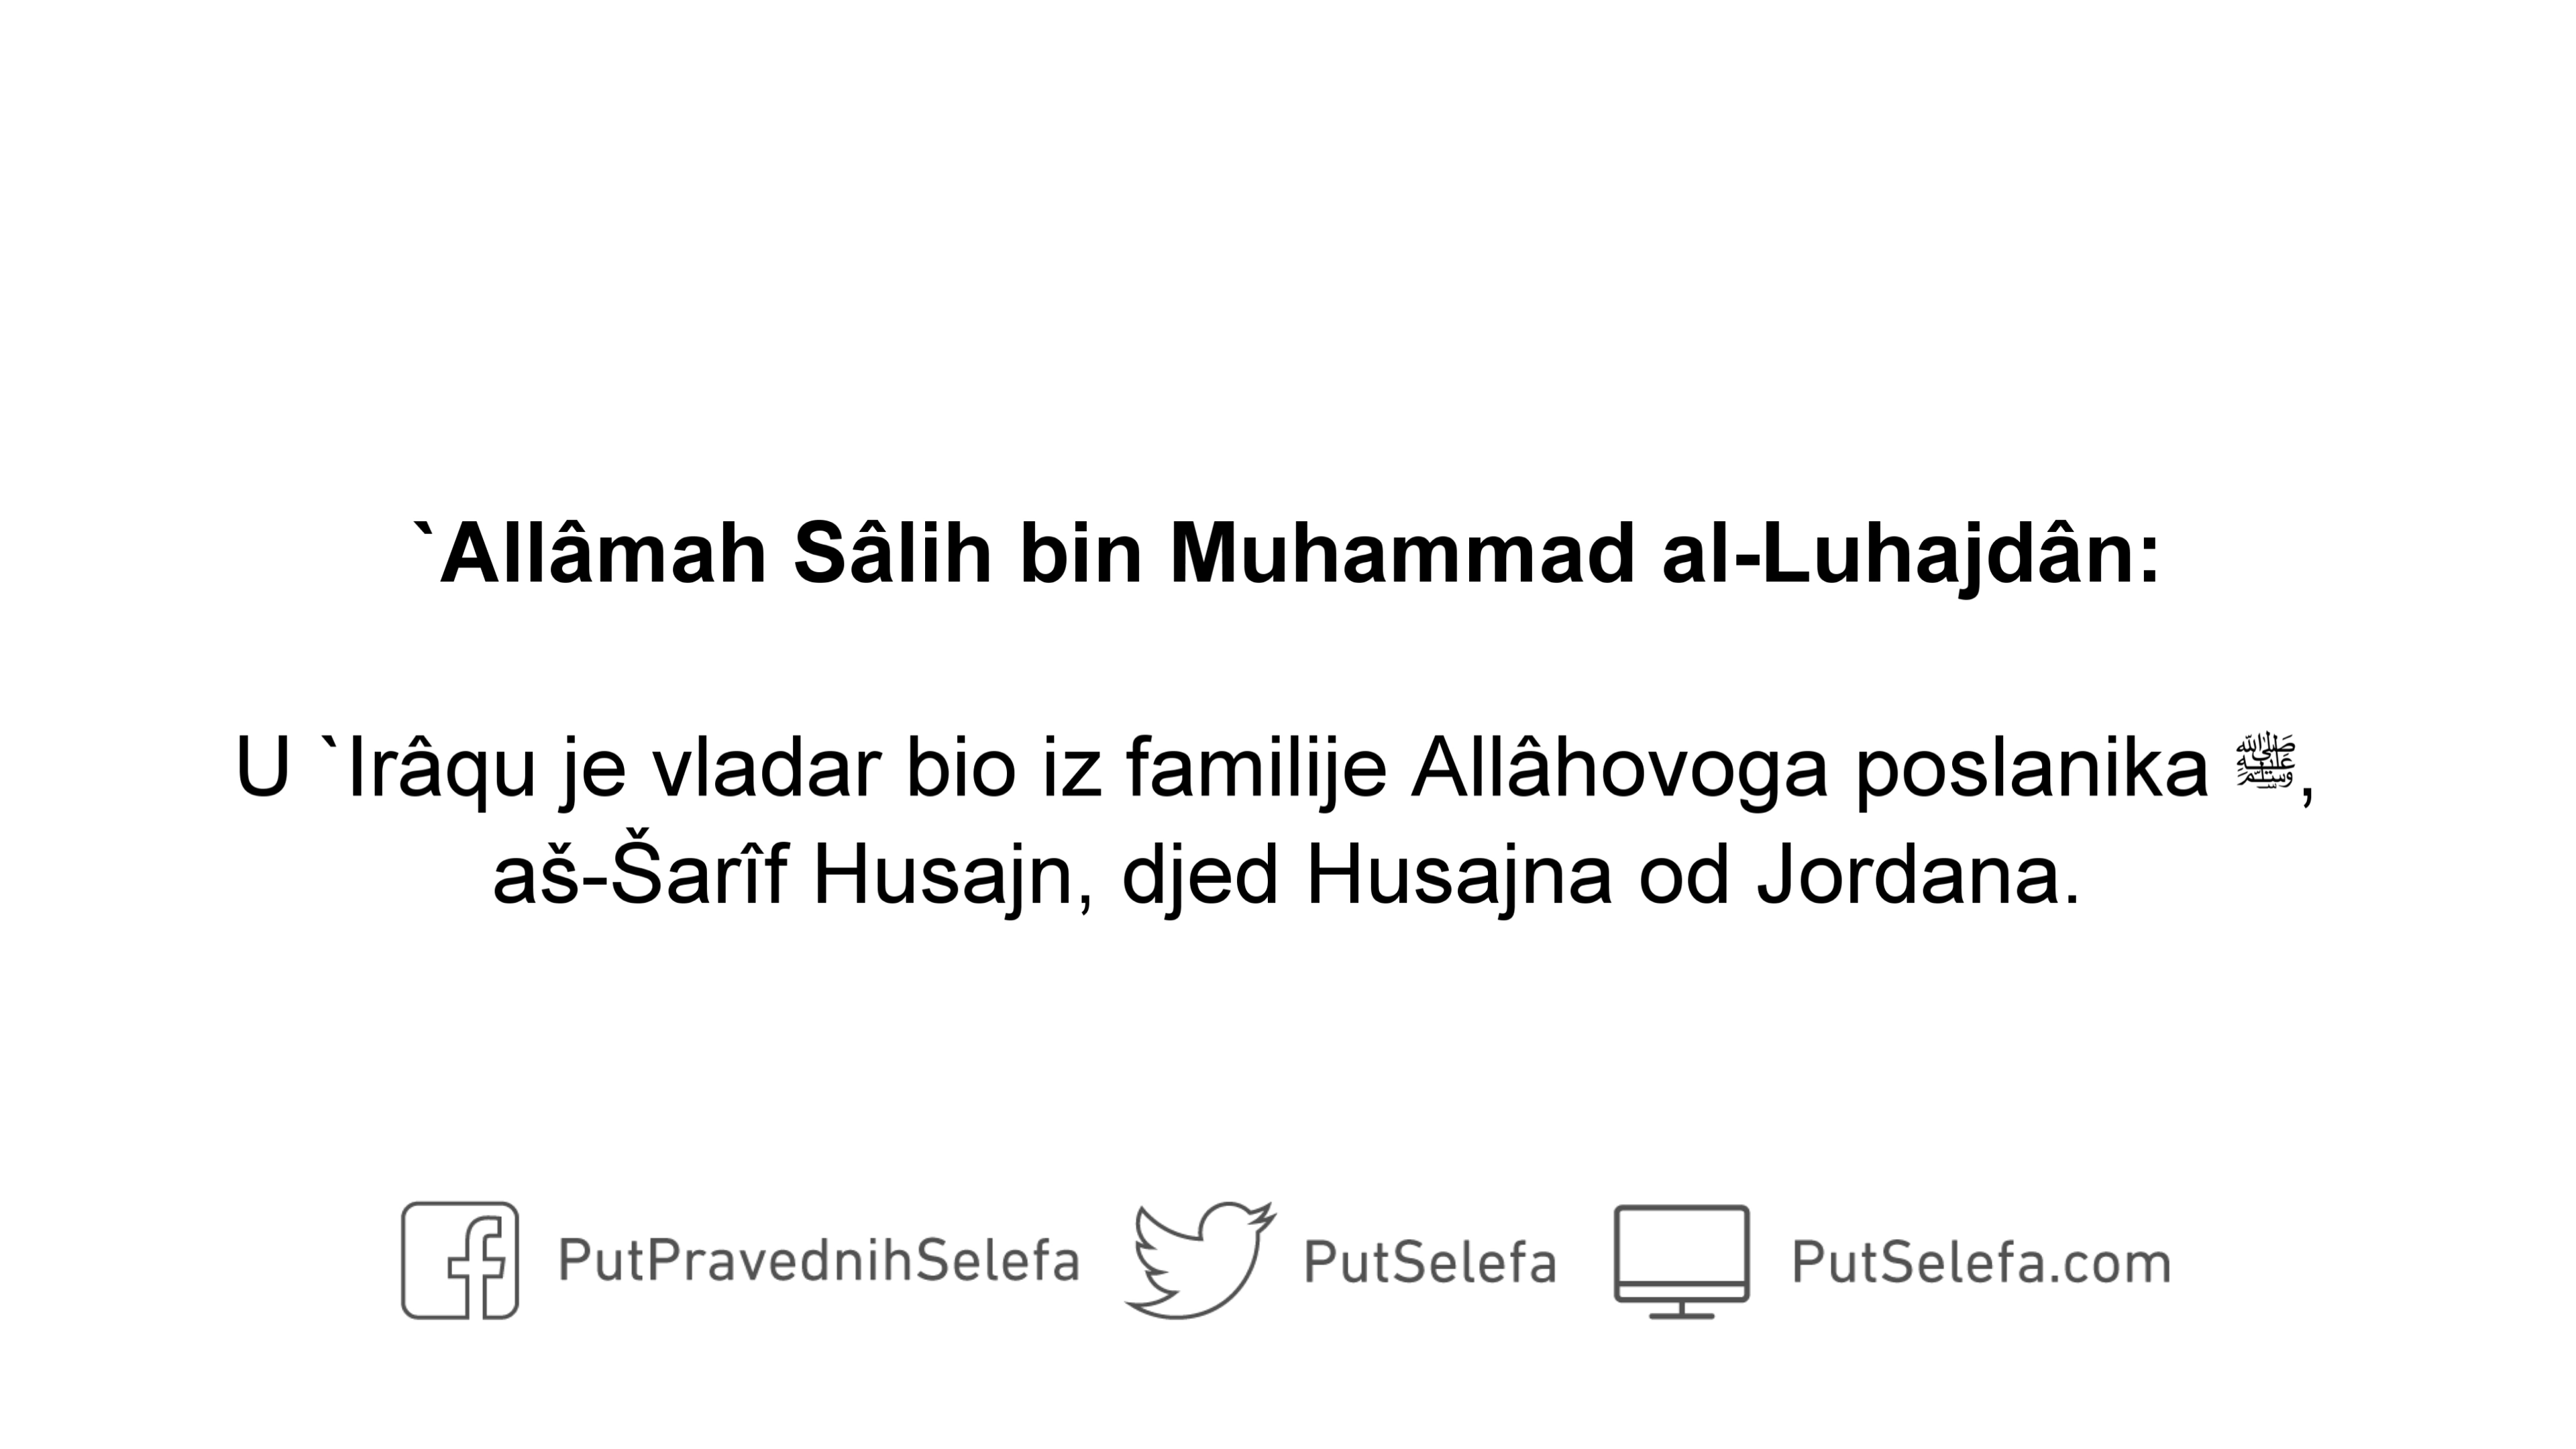 `Allâmah Sâlih bin Muhammad al-Luhajdân:
U `Irâqu je vladar bio iz familije Allâhovoga poslanika ﷺ,
aš-Šarîf Husajn, djed Husajna od Jordana.
PutPravednihSelefa PutSelefa PutSelefa.com